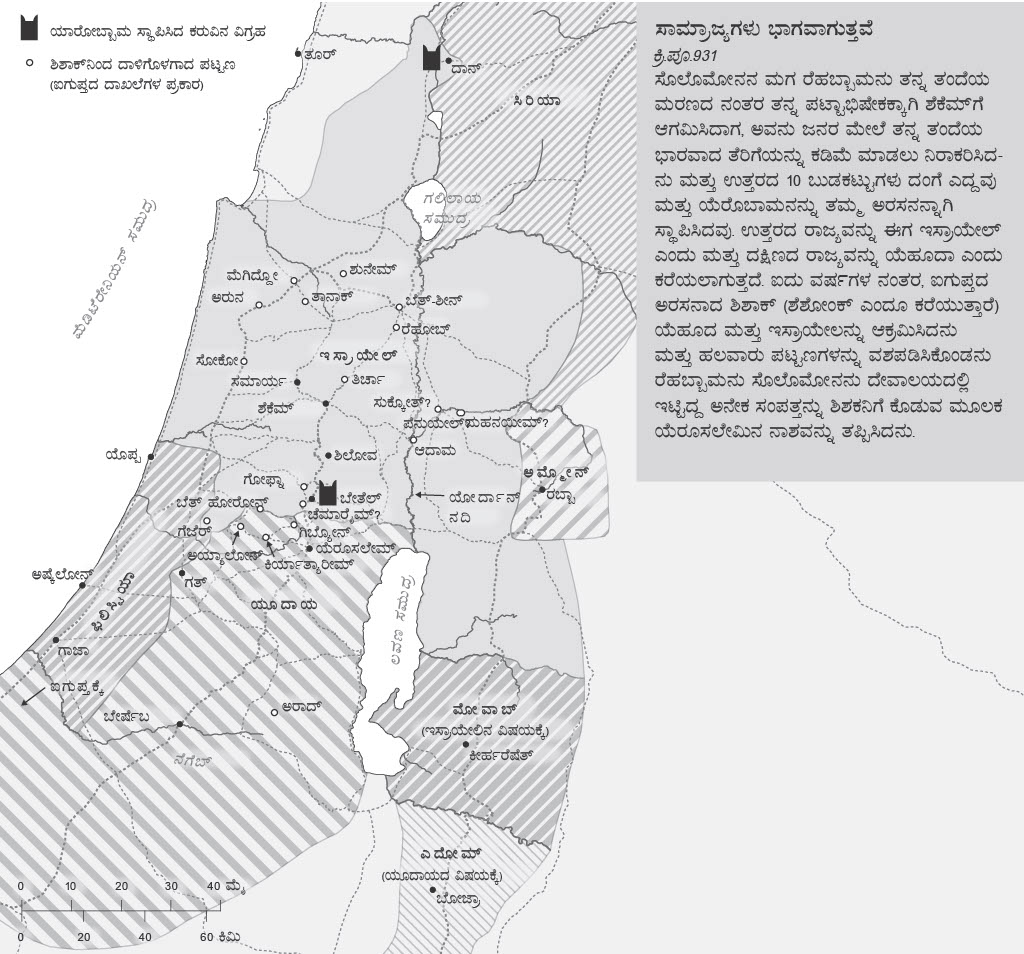 ಯಾರೋಬ್ಬಾಮ ಸ್ಥಾಪಿಸಿದ ಕರುವಿನ ವಿಗ್ರಹ
ಶಿಶಾಕ್‌ನಿಂದ ದಾಳಿಗೊಳಗಾದ ಪಟ್ಟಣ
(ಐಗುಪ್ತದ ದಾಖಲೆಗಳ ಪ್ರಕಾರ)
ಸಾಮ್ರಾಜ್ಯಗಳು ಭಾಗವಾಗುತ್ತವೆ
ಕ್ರಿ.ಪೂ.931
ಸೊಲೊಮೋನನ ಮಗ ರೆಹಬ್ಬಾಮನು ತನ್ನ ತಂದೆಯ
ಮರಣದ ನಂತರ ತನ್ನ ಪಟ್ಟಾಭಿಷೇಕಕ್ಕಾಗಿ ಶೆಕೆಮ್‌ಗೆ
ಆಗಮಿಸಿದಾಗ, ಅವನು ಜನರ ಮೇಲೆ ತನ್ನ ತಂದೆಯ
ಭಾರವಾದ ತೆರಿಗೆಯನ್ನು ಕಡಿಮೆ ಮಾಡಲು ನಿರಾಕರಿಸಿದ-
ನು ಮತ್ತು ಉತ್ತರದ 10 ಬುಡಕಟ್ಟುಗಳು ದಂಗೆ ಎದ್ದವು
ಮತ್ತು ಯೆರೊಬಾಮನನ್ನು ತಮ್ಮ ಅರಸನನ್ನಾಗಿ
ಸ್ಥಾಪಿಸಿದವು. ಉತ್ತರದ ರಾಜ್ಯವನ್ನು ಈಗ ಇಸ್ರಾಯೇಲ್
ಎಂದು ಮತ್ತು ದಕ್ಷಿಣದ ರಾಜ್ಯವನ್ನು ಯೆಹೂದಾ ಎಂದು
ಕರೆಯಲಾಗುತ್ತದೆ. ಐದು ವರ್ಷಗಳ ನಂತರ, ಐಗುಪ್ತದ
ಅರಸನಾದ ಶಿಶಾಕ್ (ಶೆಶೋಂಕ್ ಎಂದೂ ಕರೆಯುತ್ತಾರೆ)
ಯೆಹೂದ ಮತ್ತು ಇಸ್ರಾಯೇಲನ್ನು ಆಕ್ರಮಿಸಿದನು
ಮತ್ತು ಹಲವಾರು ಪಟ್ಟಣಗಳನ್ನು ವಶಪಡಿಸಿಕೊಂಡನು
ರೆಹಬ್ಬಾಮನು ಸೊಲೊಮೋನನು ದೇವಾಲಯದಲ್ಲಿ
ಇಟ್ಟಿದ್ದ ಅನೇಕ ಸಂಪತ್ತನ್ನು ಶಿಶಕನಿಗೆ ಕೊಡುವ ಮೂಲಕ
ಯೆರೂಸಲೇಮಿನ ನಾಶವನ್ನು ತಪ್ಪಿಸಿದನು.
ತೂರ್
ದಾನ್
ಸಿರಿಯಾ
ಗಲಿಲಾಯ
ಸಮುದ್ರ
ಮೆಡಿಟೆರೇನಿಯನ್ ಸಮುದ್ರ
ಮೆಗಿದ್ದೋ
ಶುನೇಮ್
ಅರುನ
ತಾನಾಕ್
ಬೆತ್-ಶೀನ್
ರೆಹೋಬ್
ಇಸ್ರಾಯೇಲ್
ಸೋಕೋ
ಸಮಾರ್ಯ
ತಿರ್ಚಾ
ಶೆಕೆಮ್
ಸುಕ್ಕೋತ್?
ಪೆನುಯೇಲ್
ಮಹನಯೀಮ್?
ಆದಾಮ
ಯೊಪ್ಪ
ಶಿಲೋವ
ಅಮ್ಮೋನ್
ರಬ್ಬಾ
ಗೋಫ್ನಾ
ಬೇತೆಲ್
ಯೋರ್ದಾನ್
ನದಿ
ಬೆತ್ ಹೋರೋನ್
ಚೆಮಾರೈಮ್?
ಗೆಜೆರ್
ಗಿಬ್ಯೋನ್
ಯೆರೂಸಲೇಮ್
ಅಯ್ಯಾಲೋಣ್
ಕಿರ್ಯಾತ್ಯಾರೀಮ್
ಅಷ್ಕೆಲೋನ್
ಗತ್
ಫಿಲಿಸ್ತಿಯಾ
ಯೂದಾಯ
ಲವಣ ಸಮುದ್ರ
ಗಾಜಾ
ಐಗುಪ್ತಕ್ಕೆ
ಬೇರ್ಷೆಬ
ಅರಾದ್
ನೆಗೆಬ್
ಮೋವಾಬ್
(ಇಸ್ರಾಯೇಲಿನ ವಿಷಯಕ್ಕೆ)
ಕೀರ್ಹರೆಷೆತ್
ಎದೋಮ್
(ಯೂದಾಯದ ವಿಷಯಕ್ಕೆ)
ಬೋಜ್ರಾ
0 10 20 30 40 ಮೈ
0 20 40 60 ಕಿಮಿ